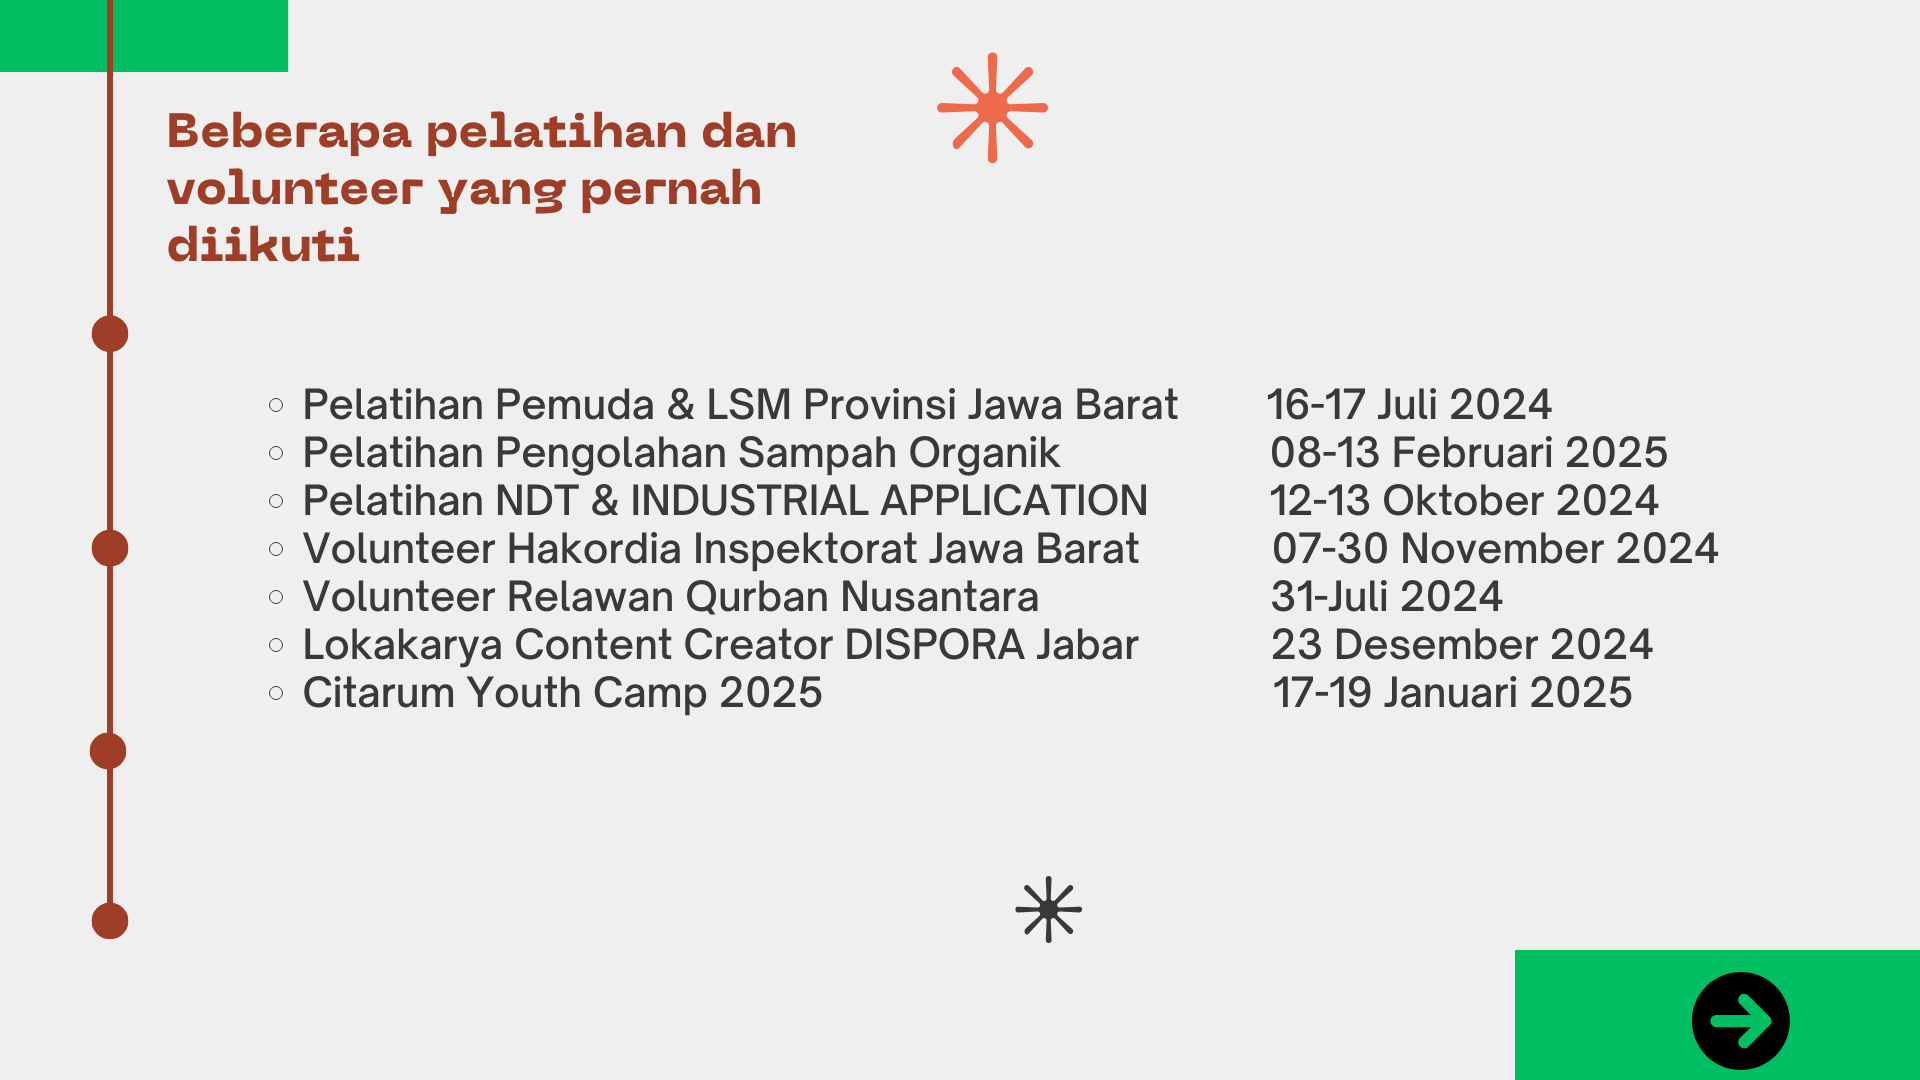 Beberapa pelatihan dan
volunteer yang pernah
diikuti
Pelatihan Pemuda & LSM Provinsi Jawa Barat 16-17 Juli 2024
Pelatihan Pengolahan Sampah Organik 08-13 Februari 2025
Pelatihan NDT & INDUSTRIAL APPLICATION 12-13 Oktober 2024
Volunteer Hakordia Inspektorat Jawa Barat 07-30 November 2024
Volunteer Relawan Qurban Nusantara 31-Juli 2024
Lokakarya Content Creator DISPORA Jabar 23 Desember 2024
Citarum Youth Camp 2025 17-19 Januari 2025